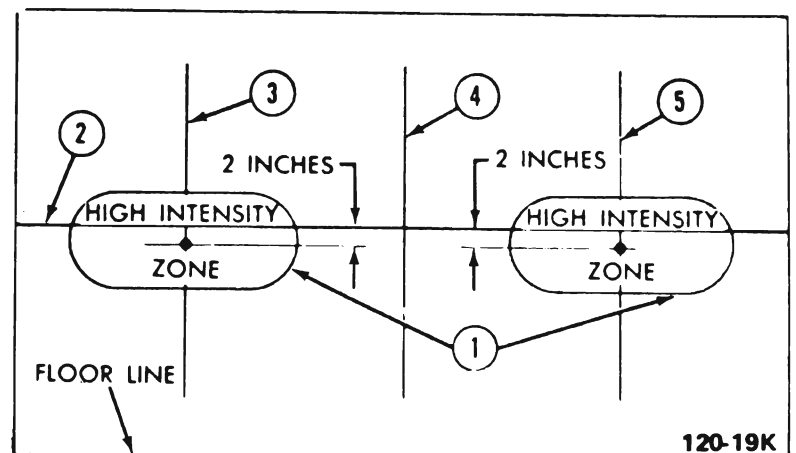 3
4
5
2
2 INCHES
2 INCHES
HIGH INTENSITY
ZONE
HIGH INTENSITY
ZONE
1
FLOOR LINE
120-19K